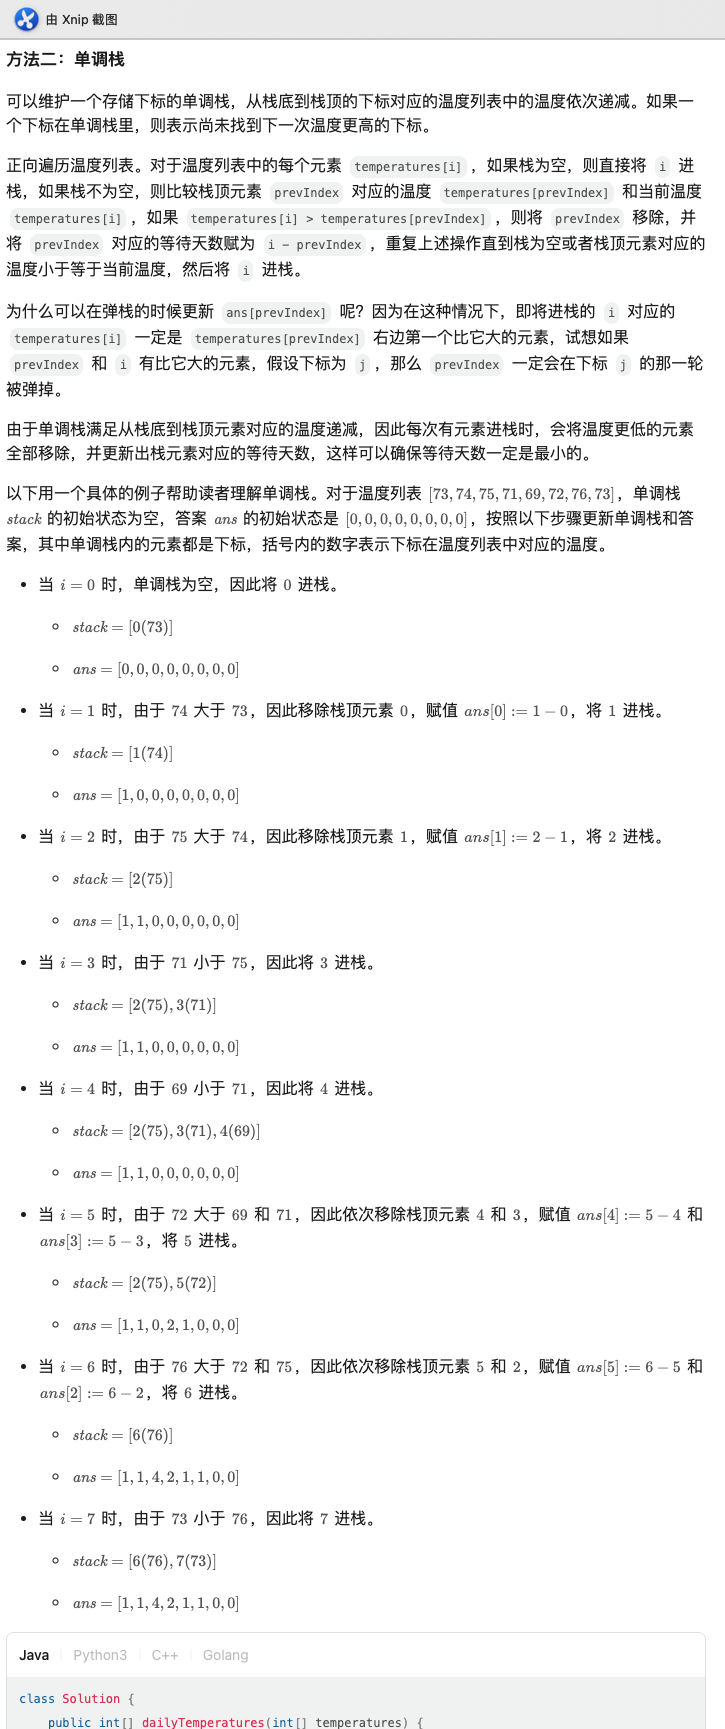 由 Xnip 截图
方法二：单调栈
可以维护一个存储下标的单调栈，从栈底到栈顶的下标对应的温度列表中的温度依次递减。如果一
个下标在单调栈里，则表示尚未找到下一次温度更高的下标。
正向遍历温度列表。对于温度列表中的每个元素 temperatures[i] ，如果栈为空，则直接将 i 进
栈，如果栈不为空，则比较栈顶元素 prevIndex 对应的温度 temperatures[prevIndex] 和当前温度
temperatures[i] ，如果 temperatures[i] > temperatures[prevIndex] ，则将 prevIndex 移除，并
将 prevIndex 对应的等待天数赋为 i - prevIndex ，重复上述操作直到栈为空或者栈顶元素对应的
温度小于等于当前温度，然后将 i 进栈。
为什么可以在弹栈的时候更新 ans[prevIndex] 呢？因为在这种情况下，即将进栈的 i 对应的
temperatures[i] 一定是 temperatures[prevIndex] 右边第一个比它大的元素，试想如果
prevIndex 和 i 有比它大的元素，假设下标为 j ，那么 prevIndex 一定会在下标 j 的那一轮
被弹掉。
由于单调栈满足从栈底到栈顶元素对应的温度递减，因此每次有元素进栈时，会将温度更低的元素
全部移除，并更新出栈元素对应的等待天数，这样可以确保等待天数一定是最小的。
以下用一个具体的例子帮助读者理解单调栈。对于温度列表 [73,74,75,71,69,72,76,73]，单调栈
stack 的初始状态为空，答案 ans 的初始状态是 [0,0,0,0,0,0,0,0]，按照以下步骤更新单调栈和答
案，其中单调栈内的元素都是下标，括号内的数字表示下标在温度列表中对应的温度。
• 当 i = 0 时，单调栈为空，因此将 0 进栈。
◦ stack = [0(73)]
◦ ans = [0,0,0,0,0,0,0,0]
• 当 i = 1 时，由于 74 大于 73，因此移除栈顶元素 0，赋值 ans[0] := 1 − 0，将 1 进栈。
◦ stack = [1(74)]
◦ ans = [1,0,0,0,0,0,0,0]
• 当 i = 2 时，由于 75 大于 74，因此移除栈顶元素 1，赋值 ans[1] := 2 − 1，将 2 进栈。
◦ stack = [2(75)]
◦ ans = [1,1,0,0,0,0,0,0]
• 当 i = 3 时，由于 71 小于 75，因此将 3 进栈。
◦ stack = [2(75),3(71)]
◦ ans = [1,1,0,0,0,0,0,0]
• 当 i = 4 时，由于 69 小于 71，因此将 4 进栈。
◦ stack = [2(75),3(71),4(69)]
◦ ans = [1,1,0,0,0,0,0,0]
• 当 i = 5 时，由于 72 大于 69 和 71，因此依次移除栈顶元素 4 和 3，赋值 ans[4] := 5 − 4 和
ans[3] := 5 − 3，将 5 进栈。
◦ stack = [2(75),5(72)]
◦ ans = [1,1,0,2,1,0,0,0]
• 当 i = 6 时，由于 76 大于 72 和 75，因此依次移除栈顶元素 5 和 2，赋值 ans[5] := 6 − 5 和
ans[2] := 6 − 2，将 6 进栈。
◦ stack = [6(76)]
◦ ans = [1,1,4,2,1,1,0,0]
• 当 i = 7 时，由于 73 小于 76，因此将 7 进栈。
◦ stack = [6(76),7(73)]
◦ ans = [1,1,4,2,1,1,0,0]
Java Python3 C++ Golang
class Solution {
public int[] dailyTemperatures(int[] temperatures) {